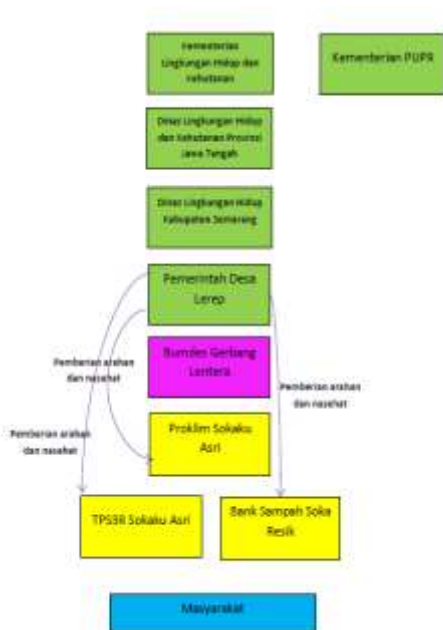 Kementerian
Lingkungan Hidup dan
Kehutanan
Kementerian PUPR
Dinas Lingkungan Hidup
dan Kehutanan Provinsi
Jawa Tengah
Dinas Lingkungan Hidup
Kabupaten Semarang
Pemerintah Desa
Lerep
Bumdes Gerbang
Lentera
Pemberian arahan
dan nasehat
Pemberian arahan
dan nasehat
Proklim Sokaku
Asri
Pemberian arahan
dan nasehat
TPS3R Sokaku Asri
Bank Sampah Soka
Resik
Masyarakat